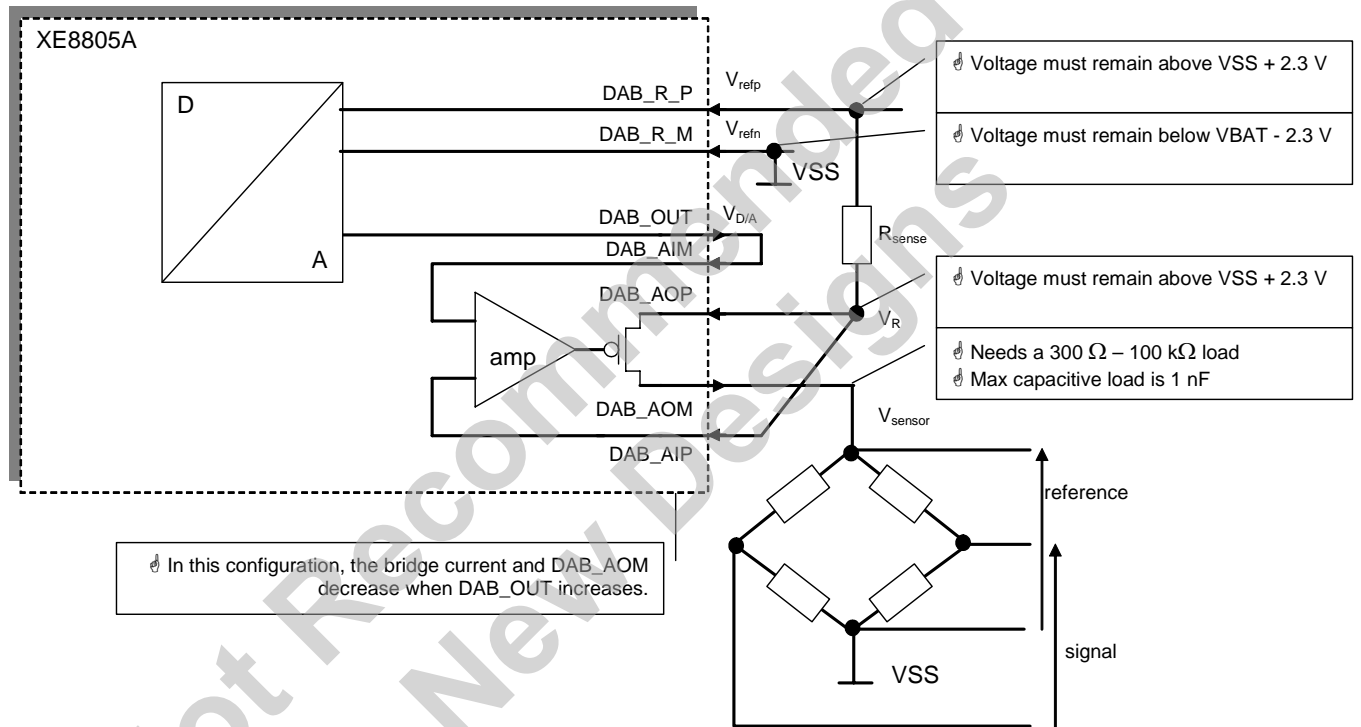 XE8805A
D
A
DAB_R_P
Vrefp
DAB_R_M
Vrefn
VSS
DAB_OUT
VD/A
DAB_AIM
DAB_AOP
amp
DAB_AOM
DAB_AIP
Rsense
VR
Vsensor
☝ Voltage must remain above VSS + 2.3 V
☝ Voltage must remain below VBAT - 2.3 V
☝ Voltage must remain above VSS + 2.3 V
☝ Needs a 300 Ω – 100 kΩ load
☝ Max capacitive load is 1 nF
reference
signal
VSS
☝ In this configuration, the bridge current and DAB_AOM
decrease when DAB_OUT increases.
ot Recommended
New Designs